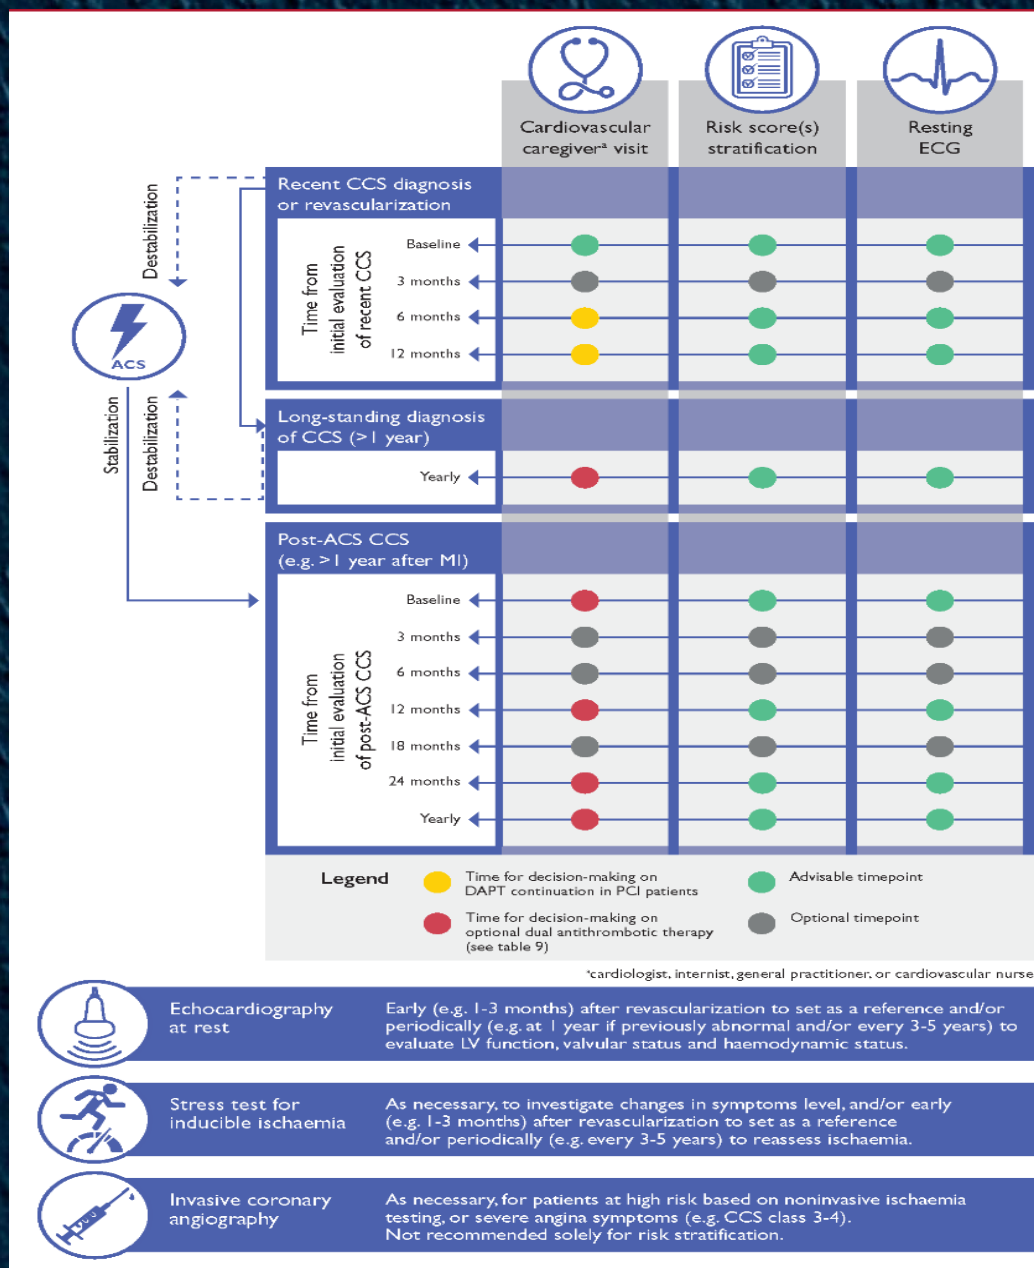 Cardiovascular
caregiverᵃ visit
Risk score(s)
stratification
Resting
ECG
Recent CCS diagnosis
or revascularization
Destabilization
Time from
initial evaluation
of recent CCS
Baseline
3 months
6 months
12 months
ACS
Stabilization
Destabilization
Long-standing diagnosis
of CCS (>1 year)
Yearly
Post-ACS CCS
(e.g. >1 year after MI)
Time from
initial evaluation
of post-ACS CCS
Baseline
3 months
6 months
12 months
18 months
24 months
Yearly
Legend
Time for decision-making on
DAPT continuation in PCI patients
Advisable timepoint
Time for decision-making on
optional dual antithrombotic therapy
(see table 9)
Optional timepoint
ᵃcardiologist, internist, general practitioner, or cardiovascular nurse
Echocardiography
at rest
Early (e.g. 1-3 months) after revascularization to set as a reference and/or
periodically (e.g. at 1 year if previously abnormal and/or every 3-5 years) to
evaluate LV function, valvular status and haemodynamic status.
Stress test for
inducible ischaemia
As necessary, to investigate changes in symptoms level, and/or early
(e.g. 1-3 months) after revascularization to set as a reference
and/or periodically (e.g. every 3-5 years) to reassess ischaemia.
Invasive coronary
angiography
As necessary, for patients at high risk based on noninvasive ischaemia
testing, or severe angina symptoms (e.g. CCS class 3-4).
Not recommended solely for risk stratification.